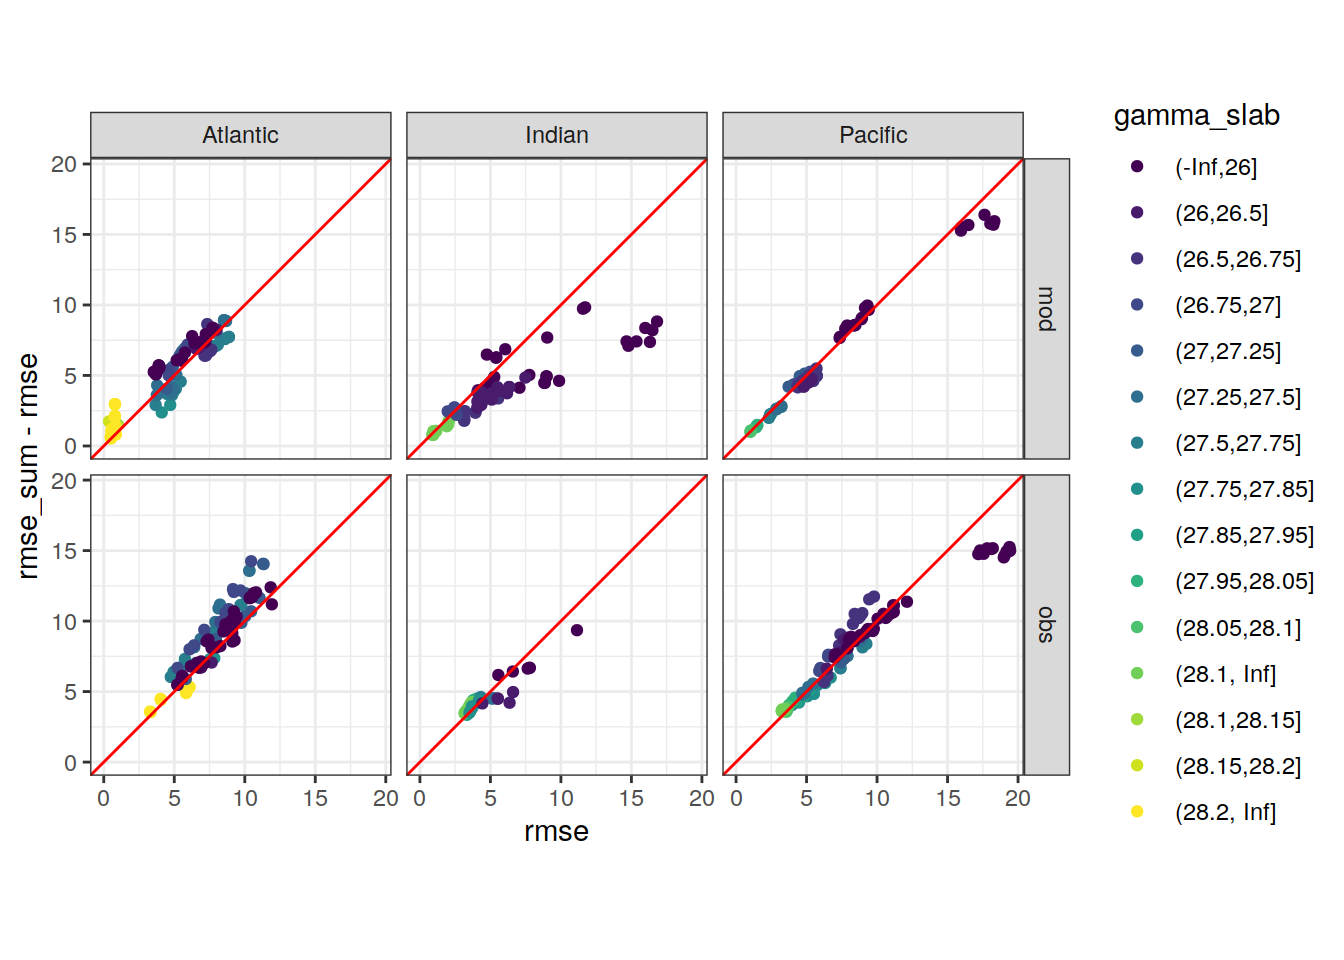 Atlantic
Indian
Pacific
20
15
10
5
0
mod
20
15
10
5
0
obs
0 5 10 15 20
0 5 10 15 20
0 5 10 15 20
rmse
rmse_sum - rmse
gamma_slab
(-Inf,26]
(26,26.5]
(26.5,26.75]
(26.75,27]
(27,27.25]
(27.25,27.5]
(27.5,27.75]
(27.75,27.85]
(27.85,27.95]
(27.95,28.05]
(28.05,28.1]
(28.1, Inf]
(28.1,28.15]
(28.15,28.2]
(28.2, Inf]